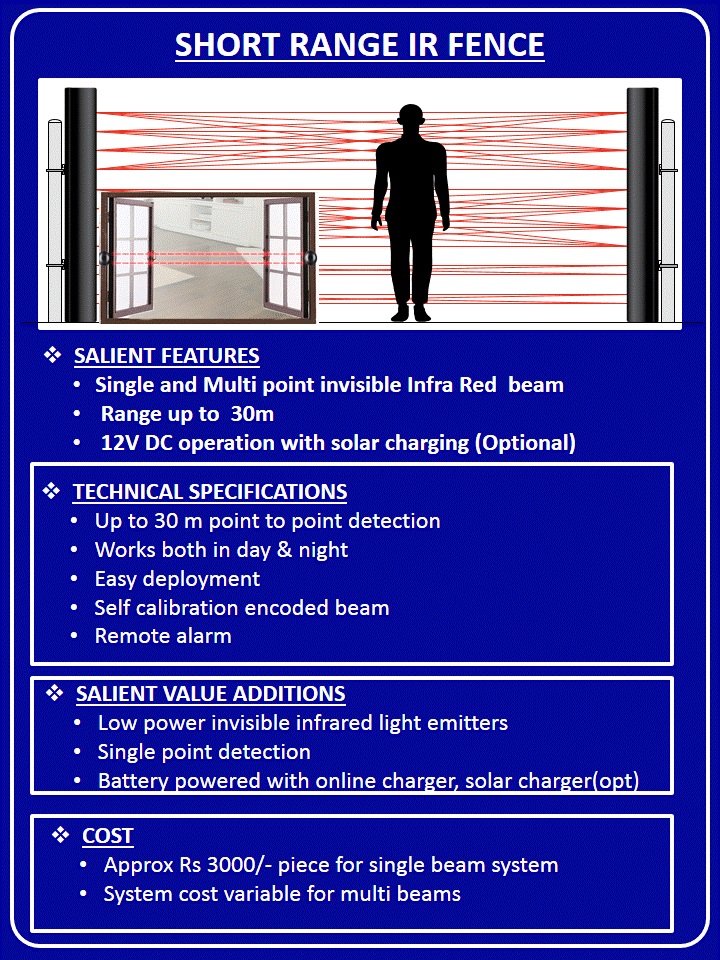 SHORT RANGE IR FENCE
❖ SALIENT FEATURES
• Single and Multi point invisible Infra Red beam
• Range up to 30m
• 12V DC operation with solar charging (Optional)
❖ TECHNICAL SPECIFICATIONS
• Up to 30 m point to point detection
• Works both in day & night
• Easy deployment
• Self calibration encoded beam
• Remote alarm
❖ SALIENT VALUE ADDITIONS
• Low power invisible infrared light emitters
• Single point detection
• Battery powered with online charger, solar charger(opt)
❖ COST
• Approx Rs 3000/- piece for single beam system
• System cost variable for multi beams